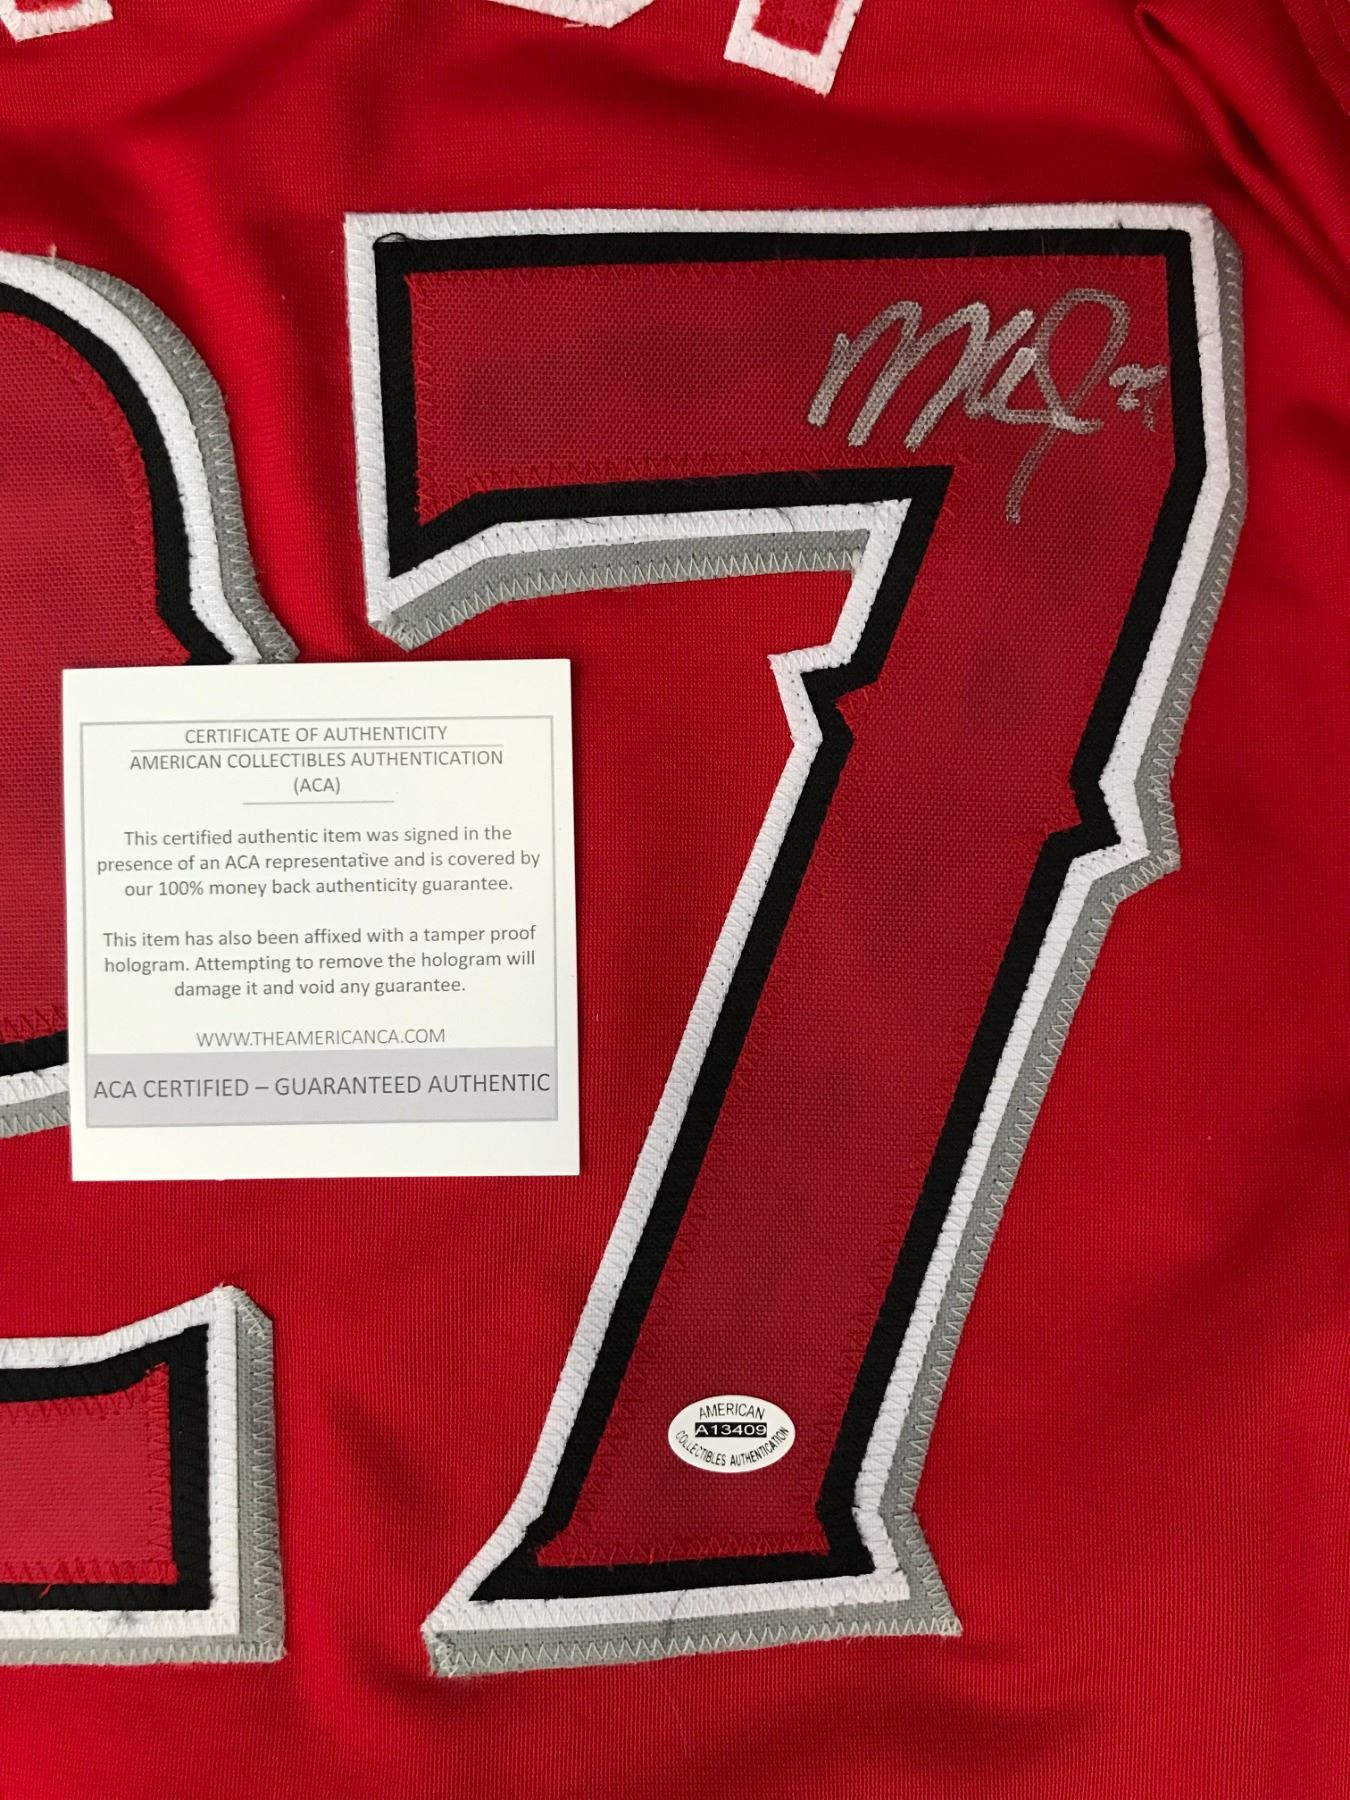 27
CERTIFICATE OF AUTHENTICITY
AMERICAN COLLECTIBLES AUTHENTICATION
(ACA)
This certified authentic item was signed in the
presence of an ACA representative and is covered by
our 100% money back authenticity guarantee.
This item has also been affixed with a tamper proof
hologram. Attempting to remove the hologram will
damage it and void any guarantee.
WWW.THEAMERICANCA.COM
ACA CERTIFIED – GUARANTEED AUTHENTIC
AMERICAN
A13409
COLLECTIBLES AUTHENTICATION